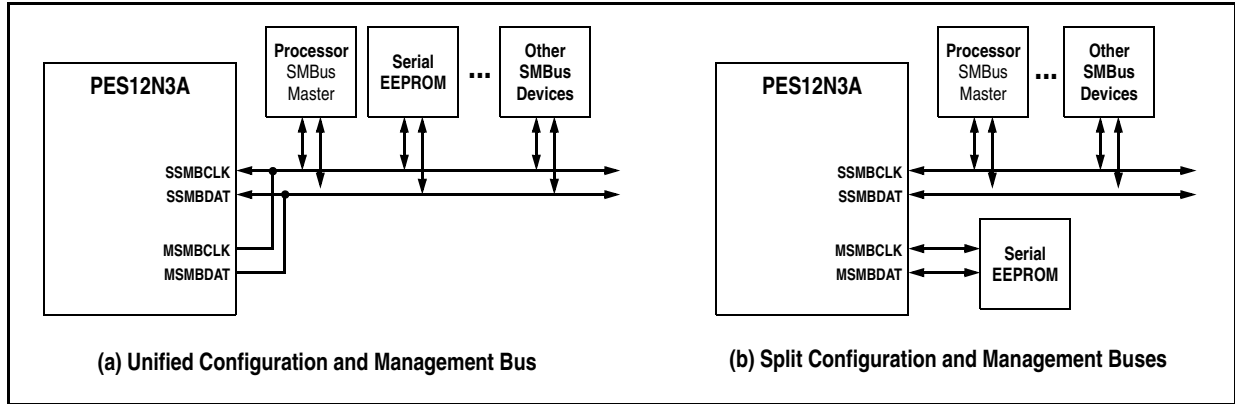 PES12N3A
Processor
SMBus
Master
Serial
EEPROM
...
Other
SMBus
Devices
SSMBCLK
SSMBDAT
MSMBCLK
MSMBDAT
(a) Unified Configuration and Management Bus
PES12N3A
Processor
SMBus
Master
...
Other
SMBus
Devices
SSMBCLK
SSMBDAT
MSMBCLK
MSMBDAT
Serial
EEPROM
(b) Split Configuration and Management Buses